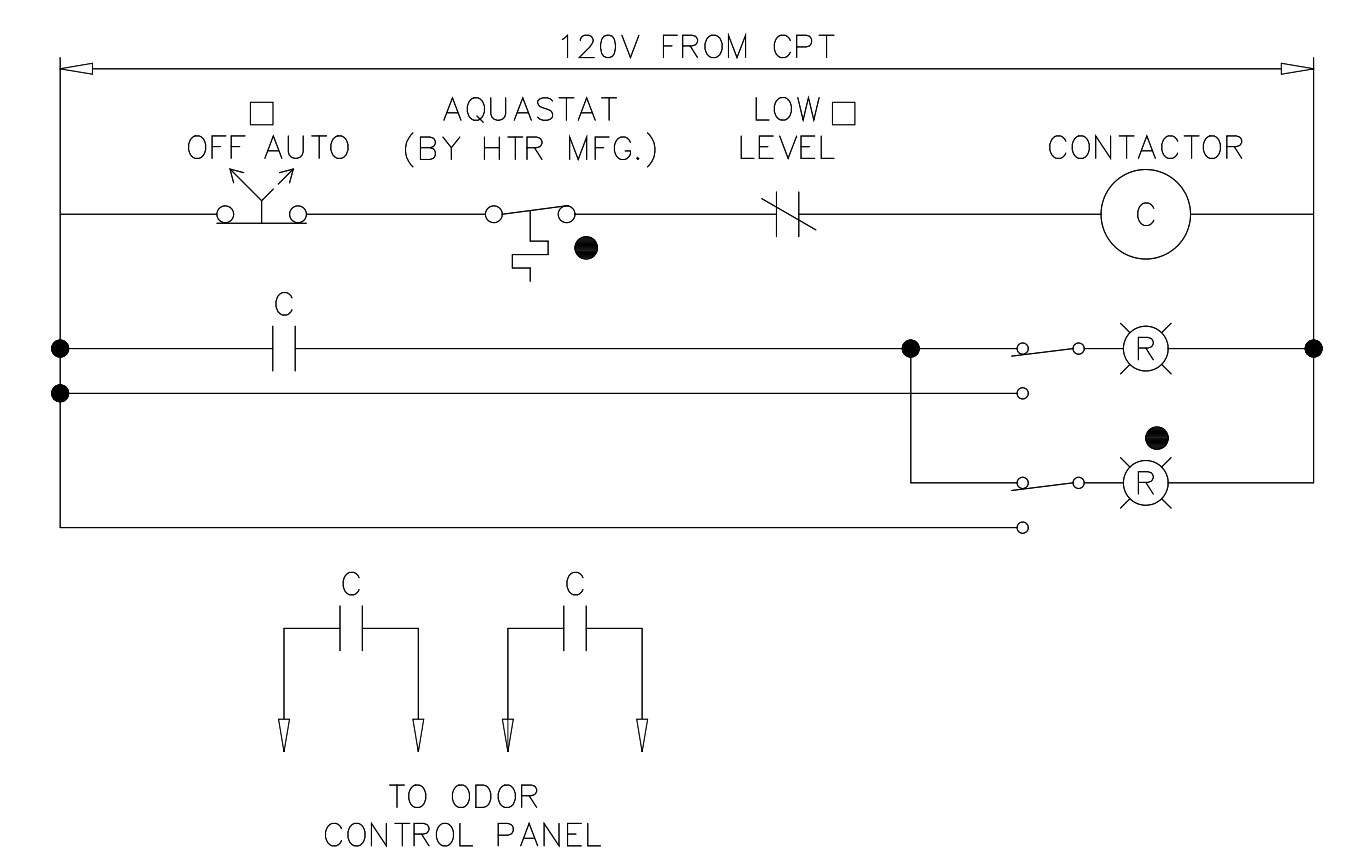 120V FROM CPT
OFF AUTO
AQUASTAT
(BY HTR MFG.)
LOW
LEVEL
CONTACTOR
C
C
R
R
C
C
TO ODOR
CONTROL PANEL